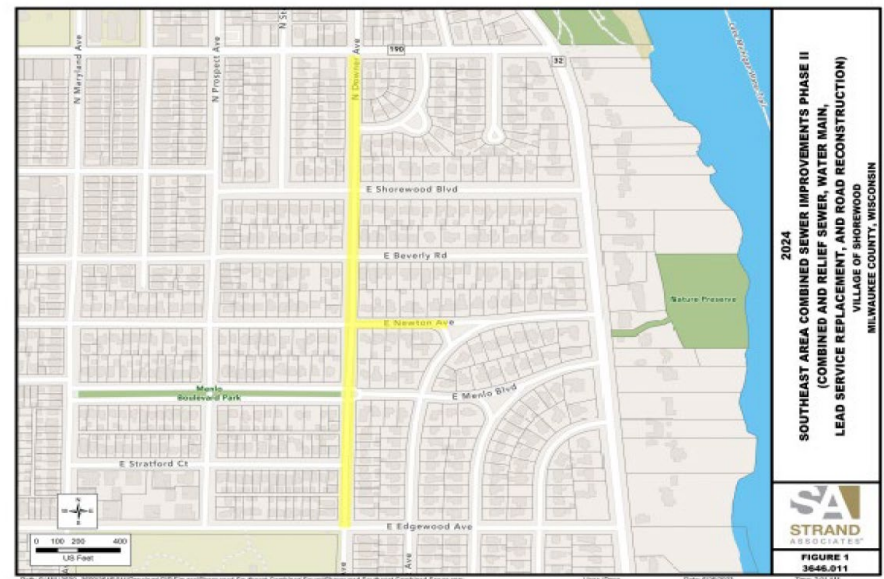 N Maryland Ave
N Prospect Ave
N St
N Downer Ave
190
32
E Shorewood Blvd
E Beverly Rd
Nature Preserve
E Newton Ave
Menlo
Boulevard Park
E Menlo Blvd
E Stratford Ct
E Edgewood Ave
Ave
Ave
N
0 100 200 400
US Feet
2024
SOUTHEAST AREA COMBINED SEWER IMPROVEMENTS PHASE II
(COMBINED AND RELIEF SEWER, WATER MAIN,
LEAD SERVICE REPLACEMENT, AND ROAD RECONSTRUCTION)
VILLAGE OF SHOREWOOD
MILWAUKEE COUNTY, WISCONSIN
SA
STRAND
ASSOCIATES
FIGURE 1
3646.011